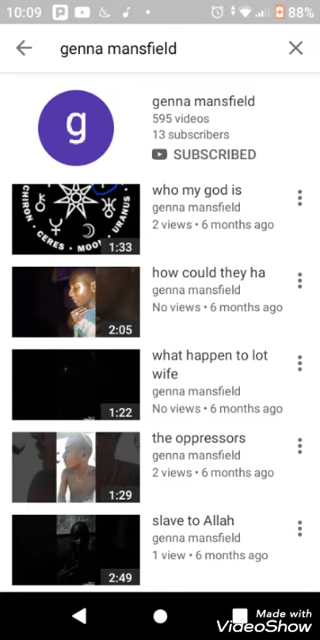 10:09
88%
genna mansfield
g
genna mansfield
595 videos
13 subscribers
SUBSCRIBED
CHIRON • CERES • MOON URANUS
1:33
who my god is
genna mansfield
2 views • 6 months ago
2:05
how could they ha
genna mansfield
No views • 6 months ago
1:22
what happen to lot
wife
genna mansfield
No views • 6 months ago
1:29
the oppressors
genna mansfield
2 views • 6 months ago
2:49
slave to Allah
genna mansfield
1 view • 6 months ago
Made with
VideoShow